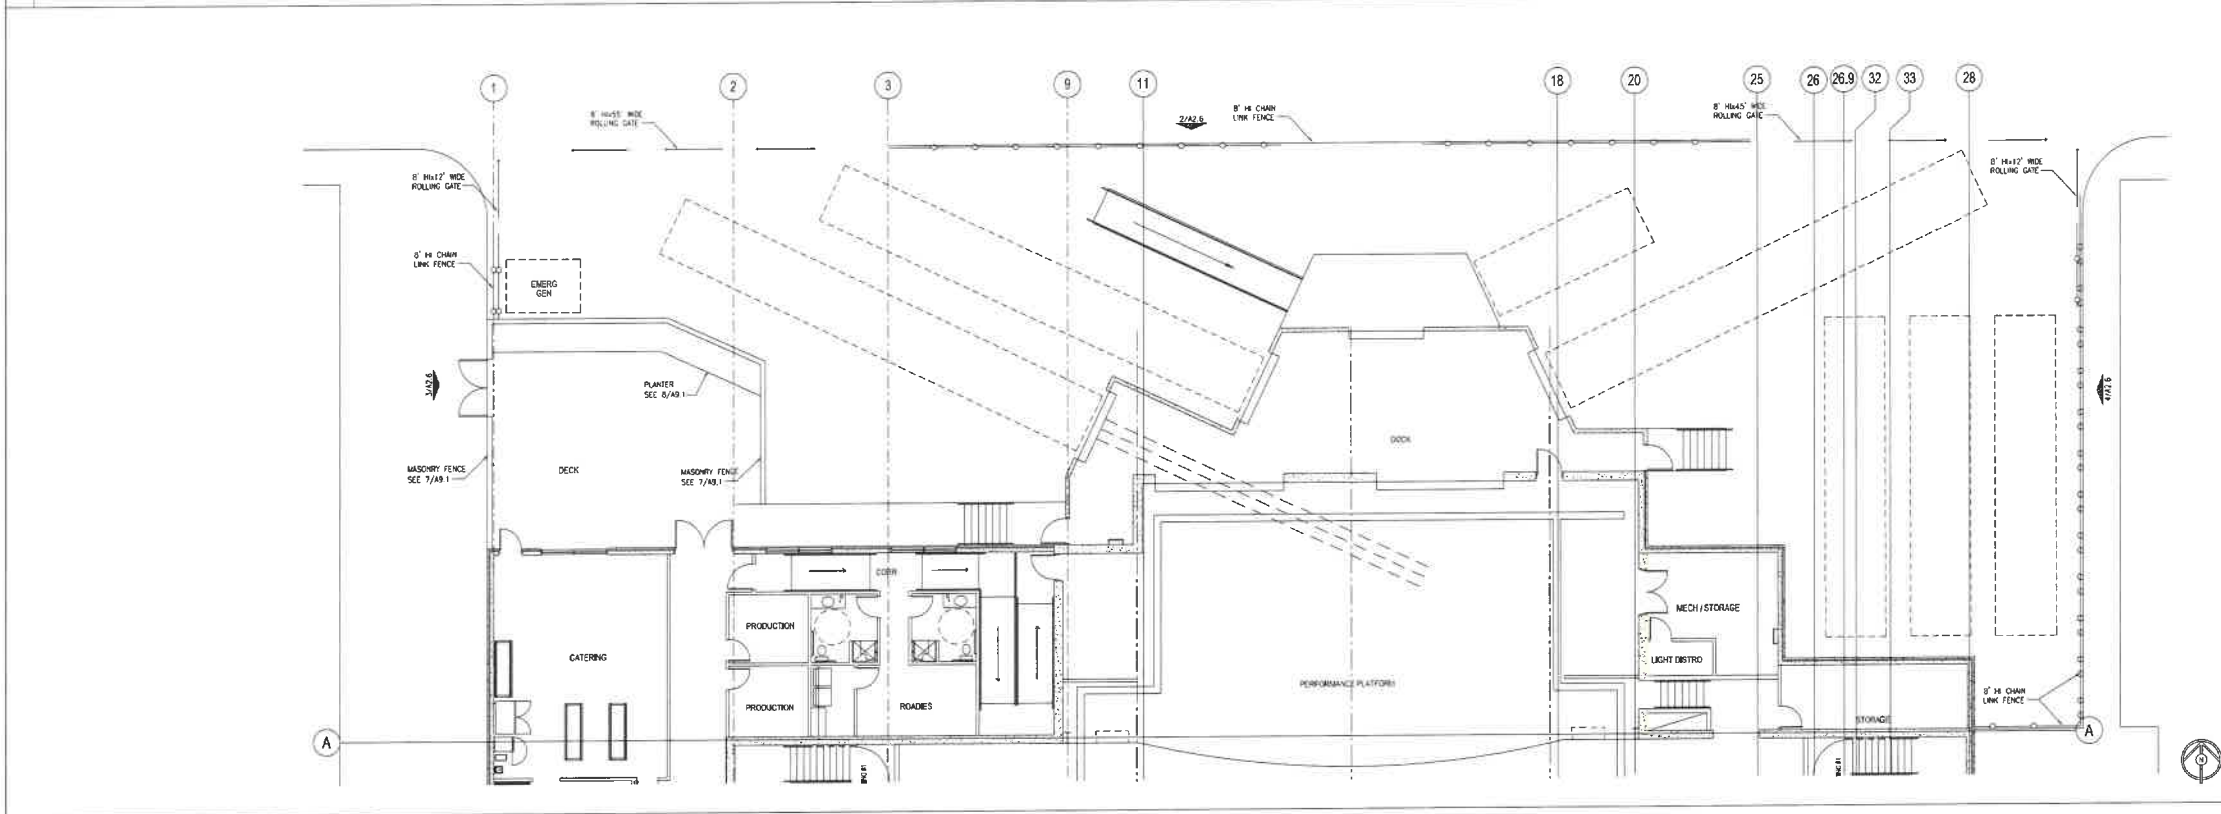 1
2
3
9
11
18
20
25
26
26.9
32
33
28
8' HIx55' WIDE
ROLLING GATE
2/A2.6
8' HI CHAIN
LINK FENCE
8' HIx45' WIDE
ROLLING GATE
8' HIx12' WIDE
ROLLING GATE
8' HIx12' WIDE
ROLLING GATE
8' HI CHAIN
LINK FENCE
EMERG
GEN
3/A2.6
4/A2.6
PLANTER
SEE 8/A9.1
DECK
MASONRY FENCE
SEE 7/A9.1
DECK
MASONRY FENCE
SEE 7/A9.1
CORR
PRODUCTION
MECH / STORAGE
CATERING
LIGHT DISTRO
PERFORMANCE PLATFORM
PRODUCTION
ROADIES
8' HI CHAIN
LINK FENCE
STORAGE
A
A
N